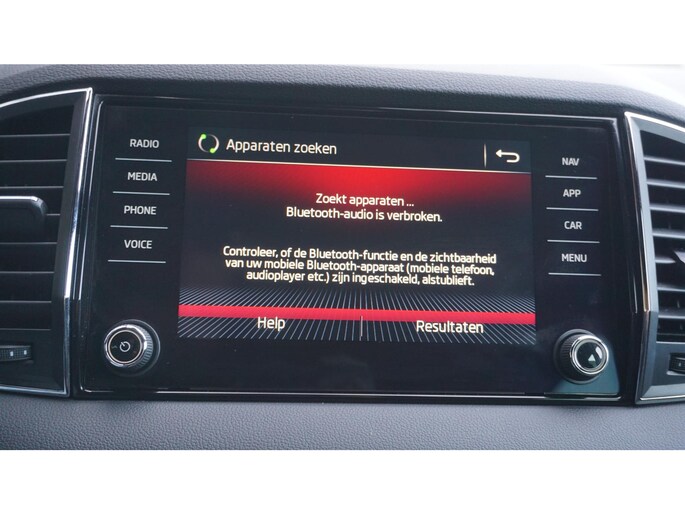 RADIO
MEDIA
PHONE
VOICE
Apparaten zoeken
Zoekt apparaten ...
Bluetooth-audio is verbroken.
Controleer, of de Bluetooth-functie en de zichtbaarheid
van uw mobiele Bluetooth-apparaat (mobiele telefoon,
audioplayer etc.) zijn ingeschakeld, alstublieft.
Help
Resultaten
NAV
APP
CAR
MENU